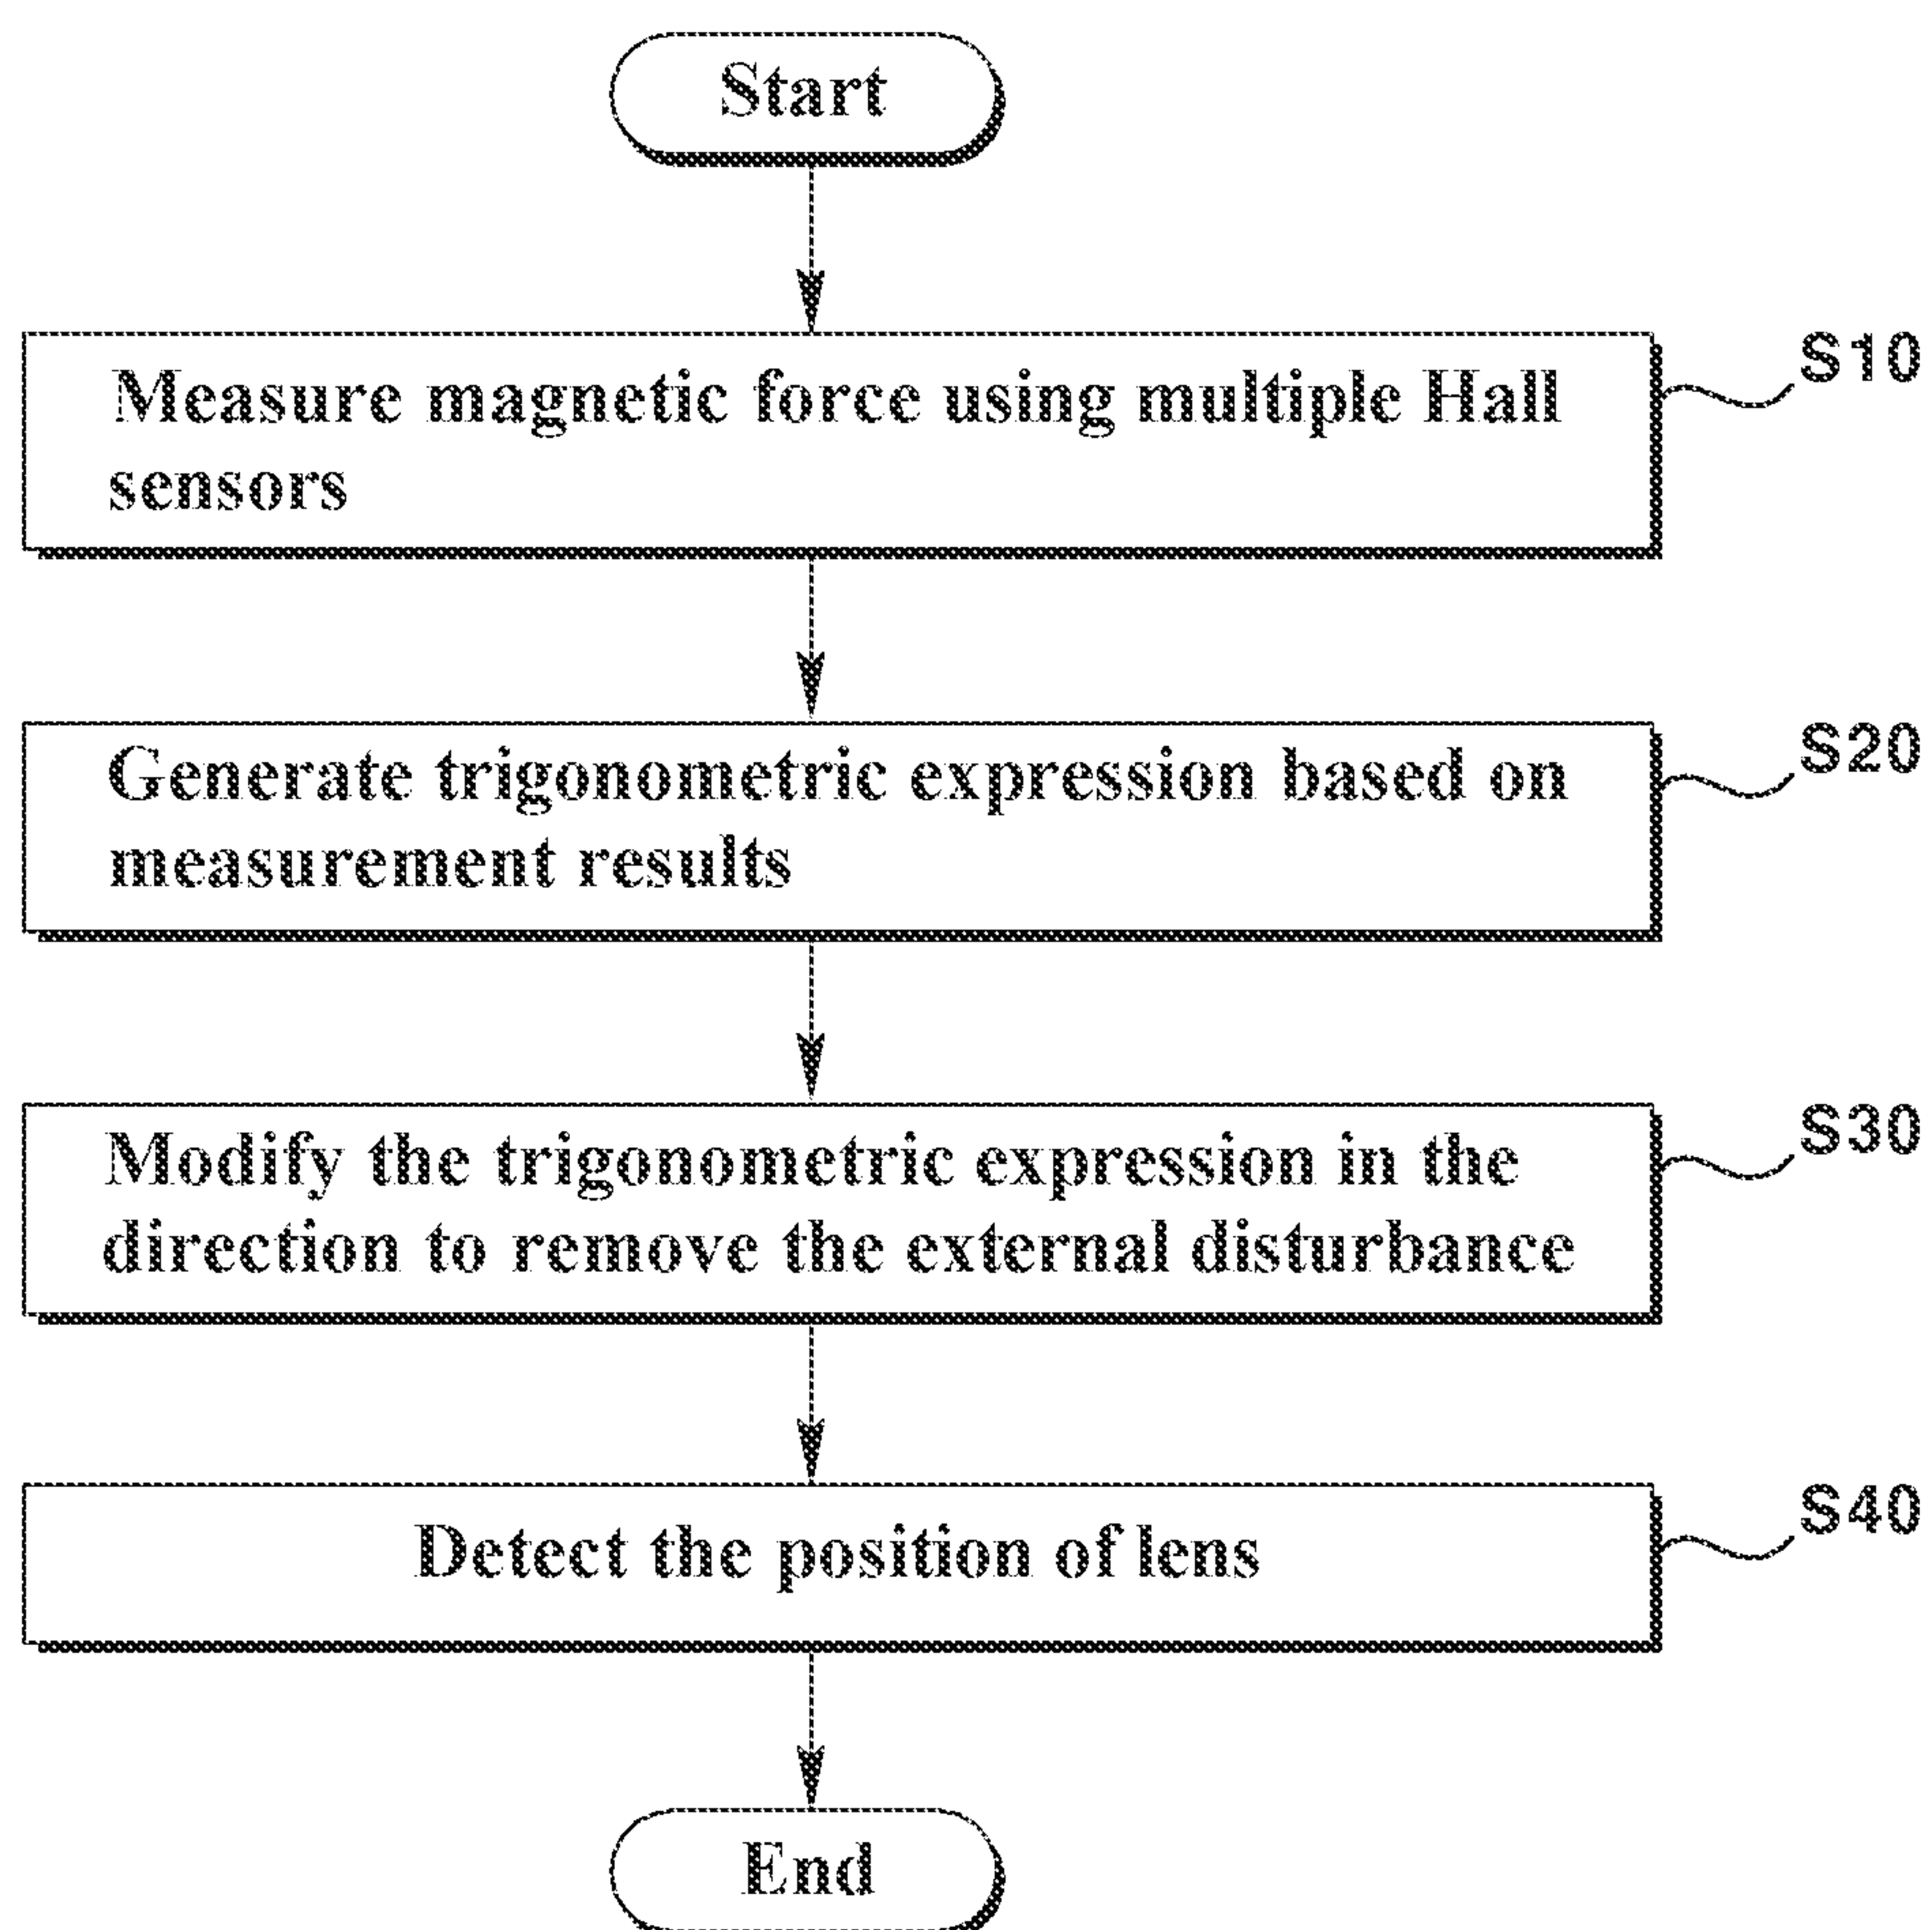 Start
Measure magnetic force using multiple Hall
sensors
S10
Generate trigonometric expression based on
measurement results
S20
Modify the trigonometric expression in the
direction to remove the external disturbance
S30
Detect the position of lens
S40
End